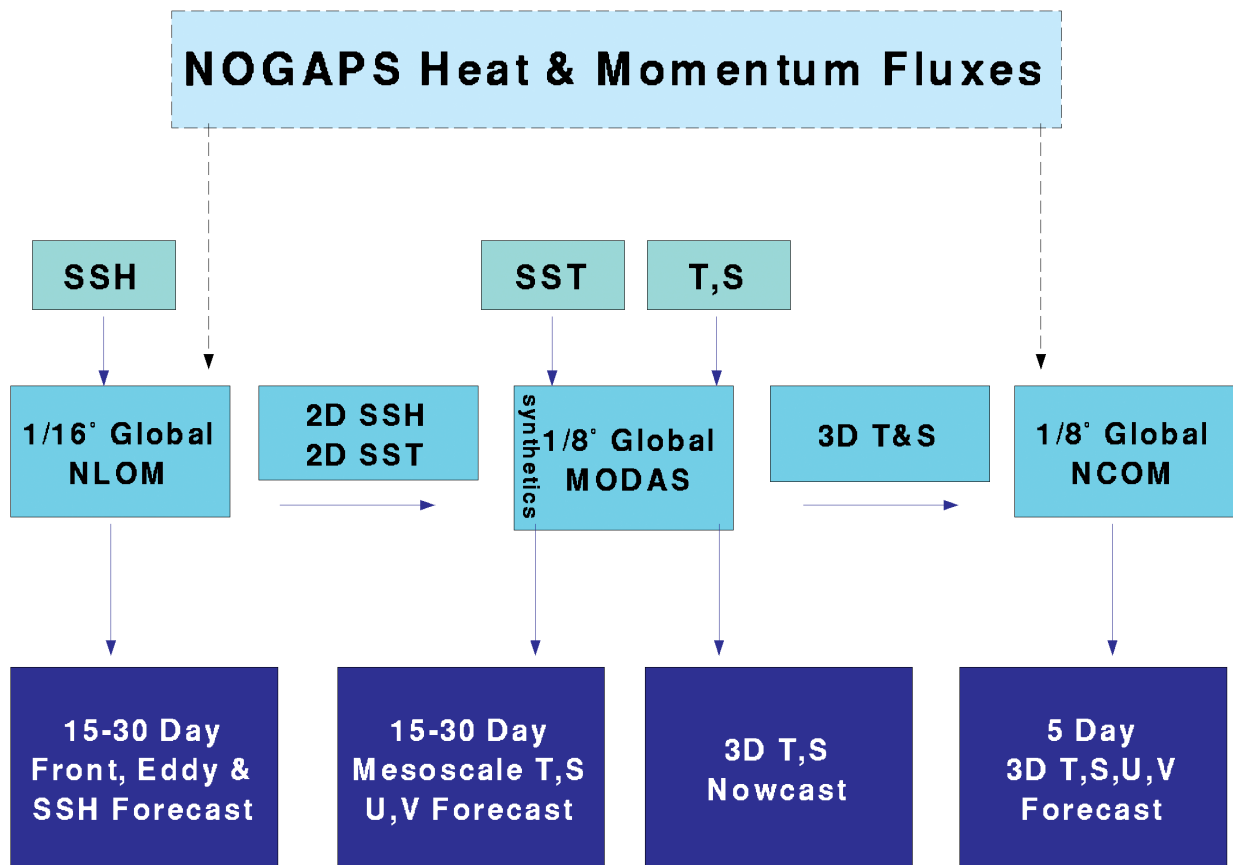 NOGAPS Heat & Momentum Fluxes
SSH
SST
T,S
1/16° Global
NLOM
2D SSH
2D SST
synthetics
1/8° Global
MODAS
3D T&S
1/8° Global
NCOM
15-30 Day
Front, Eddy &
SSH Forecast
15-30 Day
Mesoscale T,S
U,V Forecast
3D T,S
Nowcast
5 Day
3D T,S,U,V
Forecast